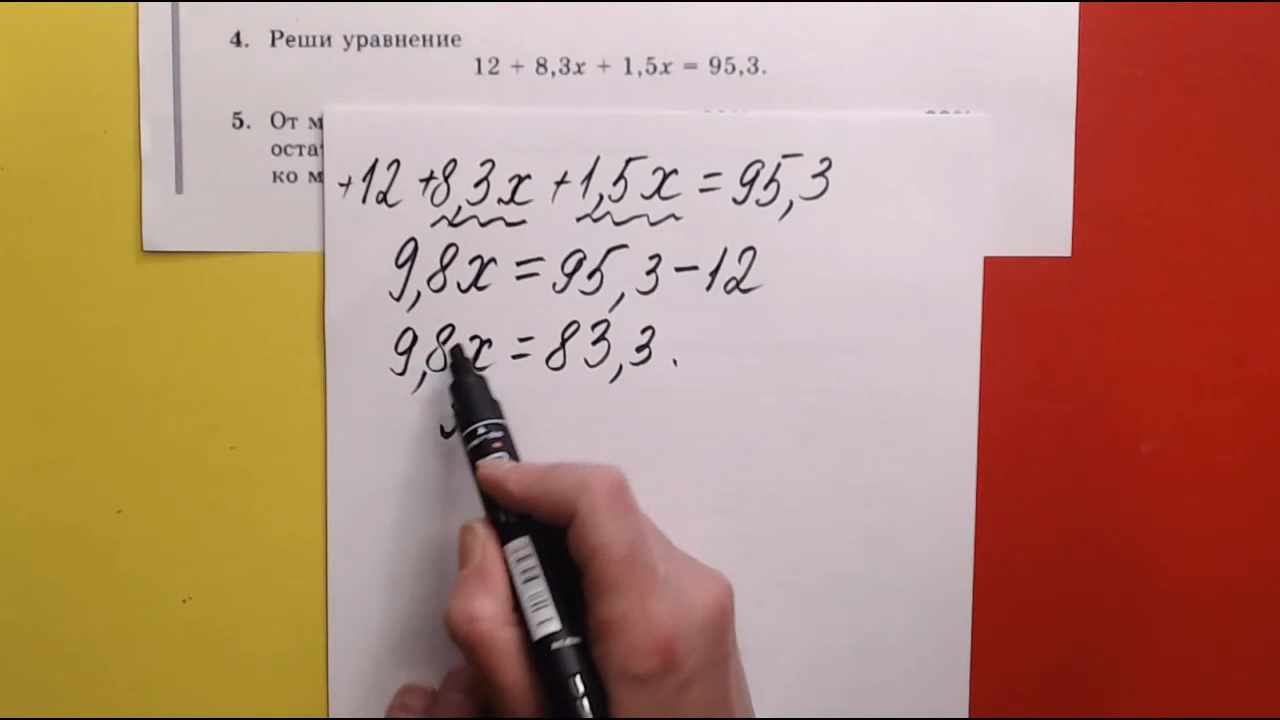 4. Реши уравнение
12 + 8,3x + 1,5x = 95,3.
5. От м
оста
ко м
+12 +8,3x +1,5x = 95,3
9,8x = 95,3 - 12
9,8x = 83,3.